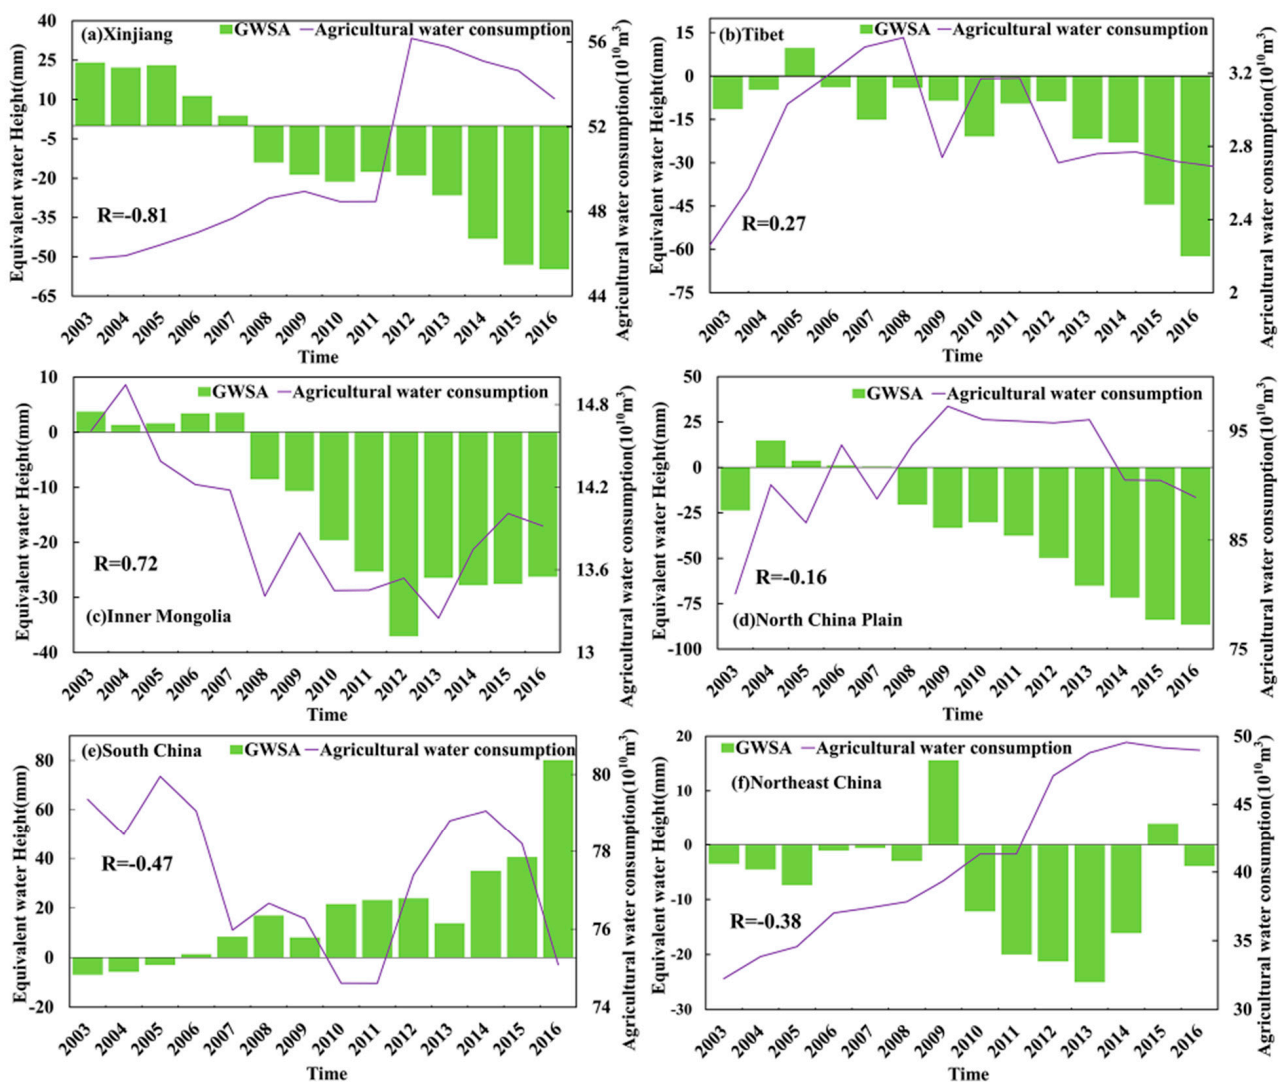 (a)Xinjiang
GWSA
Agricultural water consumption
Equivalent water Height(mm)
40
25
10
-5
-20
-35
-50
-65
R=-0.81
56
52
48
44
Agricultural water consumption(10¹⁰m³)
2003 2004 2005 2006 2007 2008 2009 2010 2011 2012 2013 2014 2015 2016
Time
(b)Tibet
GWSA
Agricultural water consumption
Equivalent water Height(mm)
15
0
-15
-30
-45
-60
-75
R=0.27
3.2
2.8
2.4
2
Agricultural water consumption(10¹⁰m³)
2003 2004 2005 2006 2007 2008 2009 2010 2011 2012 2013 2014 2015 2016
Time
GWSA
Agricultural water consumption
Equivalent water Height(mm)
10
0
-10
-20
-30
-40
R=0.72
(c)Inner Mongolia
14.8
14.2
13.6
13
Agricultural water consumption(10¹⁰m³)
2003 2004 2005 2006 2007 2008 2009 2010 2011 2012 2013 2014 2015 2016
Time
GWSA
Agricultural water consumption
Equivalent water Height(mm)
50
25
0
-25
-50
-75
-100
R=-0.16
(d)North China Plain
95
85
75
Agricultural water consumption(10¹⁰m³)
2003 2004 2005 2006 2007 2008 2009 2010 2011 2012 2013 2014 2015 2016
Time
(e)South China
GWSA
Agricultural water consumption
Equivalent water Height(mm)
80
60
40
20
0
-20
R=-0.47
80
78
76
74
Agricultural water consumption(10¹⁰m³)
2003 2004 2005 2006 2007 2008 2009 2010 2011 2012 2013 2014 2015 2016
Time
GWSA
Agricultural water consumption
(f)Northeast China
Equivalent water Height(mm)
20
10
0
-10
-20
-30
R=-0.38
50
45
40
35
30
Agricultural water consumption(10¹⁰m³)
2003 2004 2005 2006 2007 2008 2009 2010 2011 2012 2013 2014 2015 2016
Time